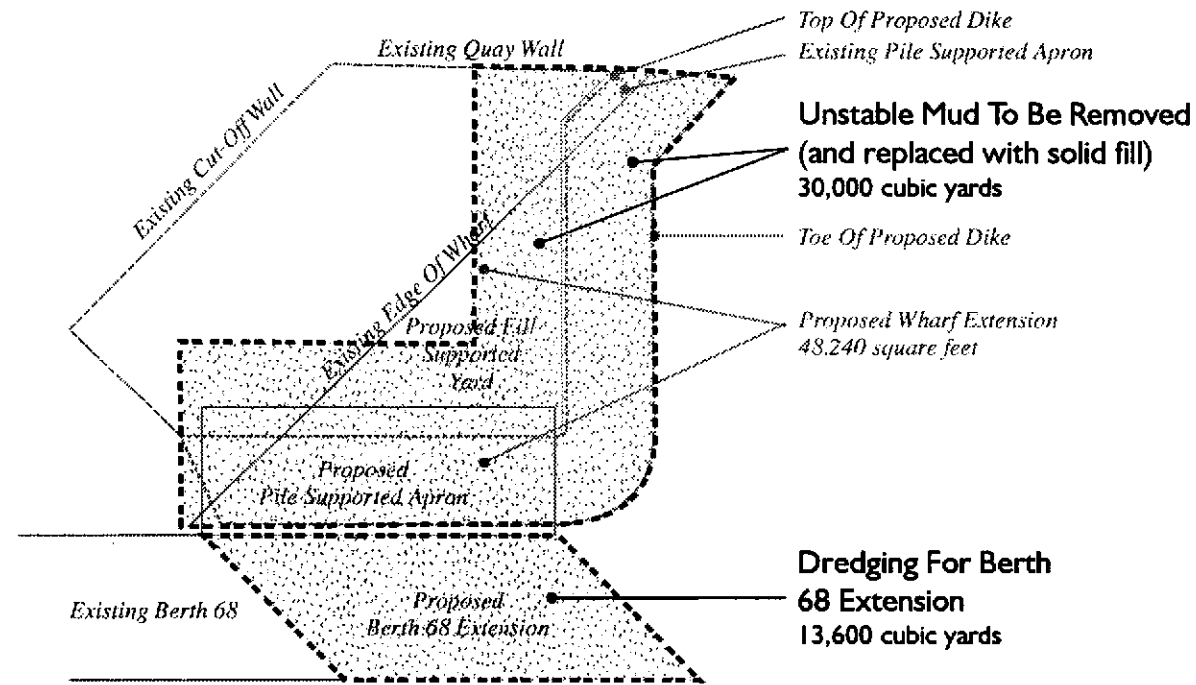 Top Of Proposed Dike
Existing Quay Wall
Existing Pile Supported Apron
Existing Cut-Off Wall
Unstable Mud To Be Removed
(and replaced with solid fill)
30,000 cubic yards
Existing Edge Of Wharf
Toe Of Proposed Dike
Proposed Fill
Supported
Yard
Proposed Wharf Extension
48,240 square feet
Proposed
Pile Supported Apron
Dredging For Berth
68 Extension
13,600 cubic yards
Existing Berth 68
Proposed
Berth 68 Extension